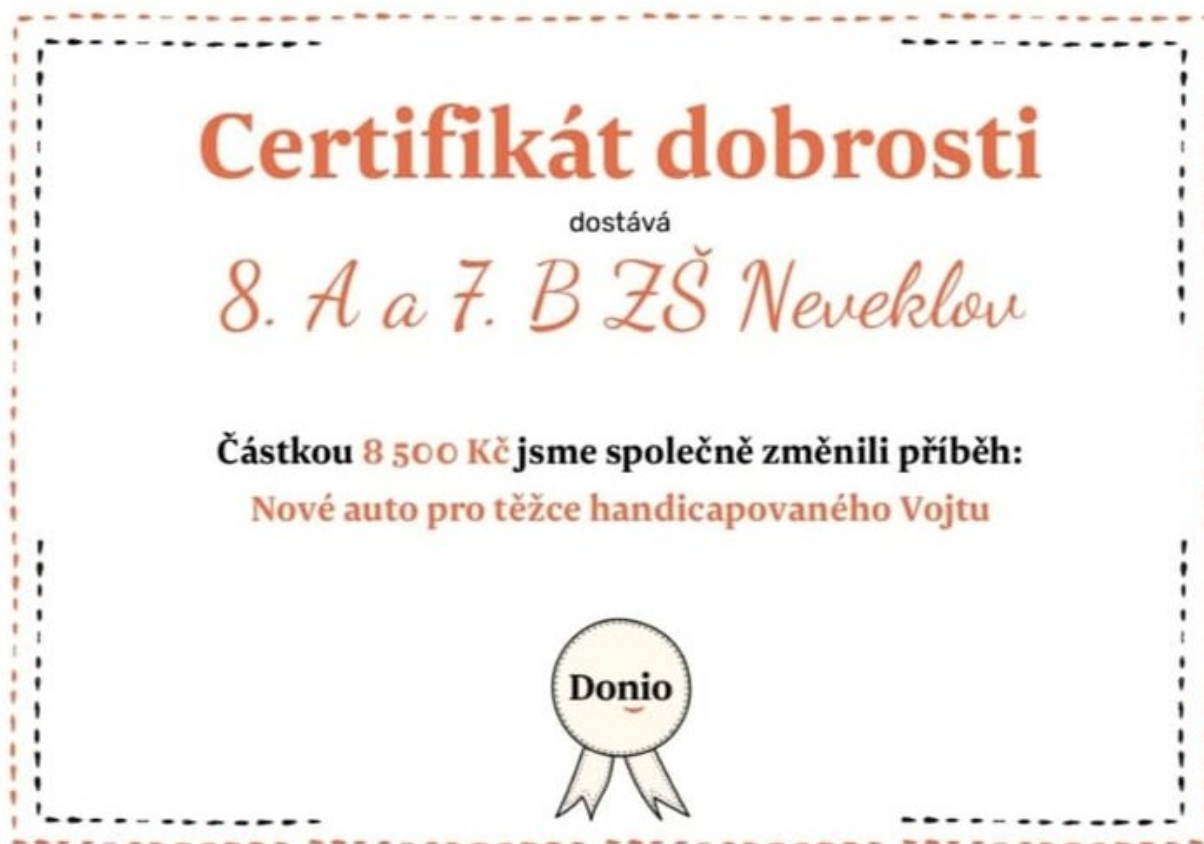 Certifikát dobrosti
dostává
8. A a 7. B ZŠ Neveklov
Částkou 8 500 Kč jsme společně změnili příběh:
Nové auto pro těžce handicapovaného Vojtu
Donio